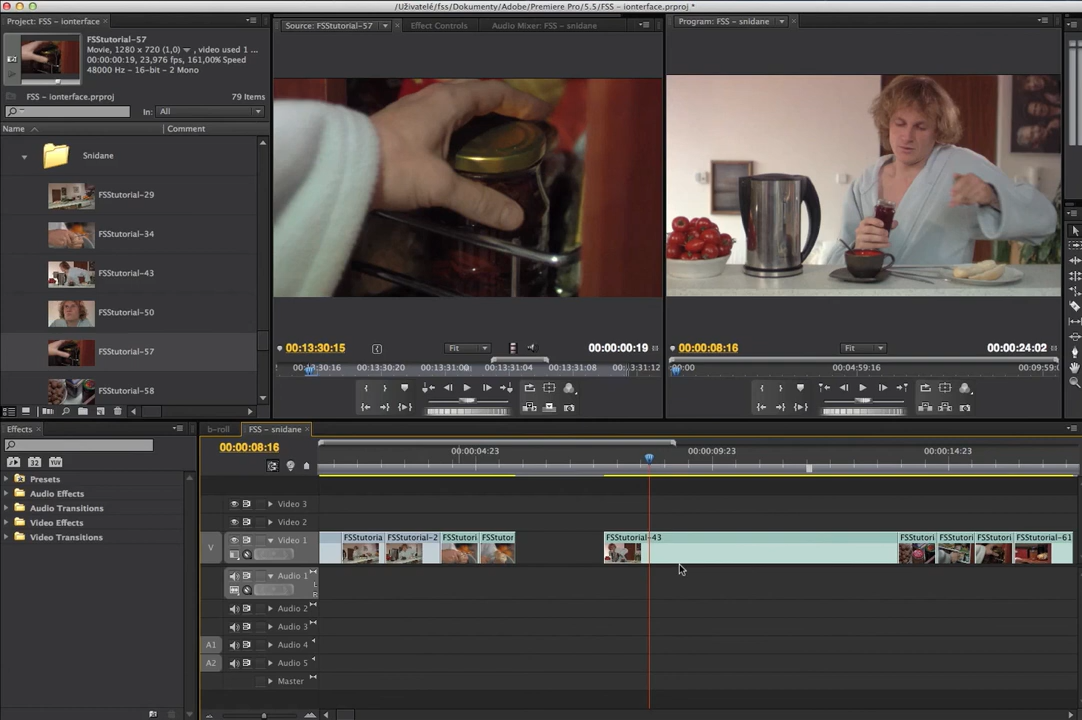 /Uživatelé/fss/Dokumenty/Adobe/Premiere Pro/5.5/FSS - ionterface.prproj *
Project: FSS - ionterface ×
FSStutorial-57
Movie, 1280 x 720 (1,0) , video used 1 ...
00:00:00:19, 23,976 fps, 161,00% Speed
48000 Hz - 16-bit - 2 Mono
FSS - ionterface.prproj
79 Items
In: All
Name
Comment
Snidane
FSStutorial-29
FSStutorial-34
FSStutorial-43
FSStutorial-50
FSStutorial-57
FSStutorial-58
Source: FSStutorial-57
Effect Controls
Audio Mixer: FSS - snidane
00:13:30:15
Fit
00:00:00:19
13:30:16
00:13:30:20
00:13:31:00
00:13:31:04
00:13:31:08
Program: FSS - snidane
00:00:08:16
Fit
00:00:24:02
00:00
00:04:59:16
00:09:59:0
Effects ×
32
YUV
Presets
Audio Effects
Audio Transitions
Video Effects
Video Transitions
b-roll
FSS - snidane ×
00:00:08:16
00:00:04:23
00:00:09:23
00:00:14:23
Video 3
Video 2
V
Video 1
FSStutoria
FSStutorial-2
FSStutori
FSStutor
FSStutorial-43
FSStutori
FSStutori
FSStutori
FSStutorial-61
Audio 1
L
R
Audio 2
Audio 3
A1
Audio 4
A2
Audio 5
Master